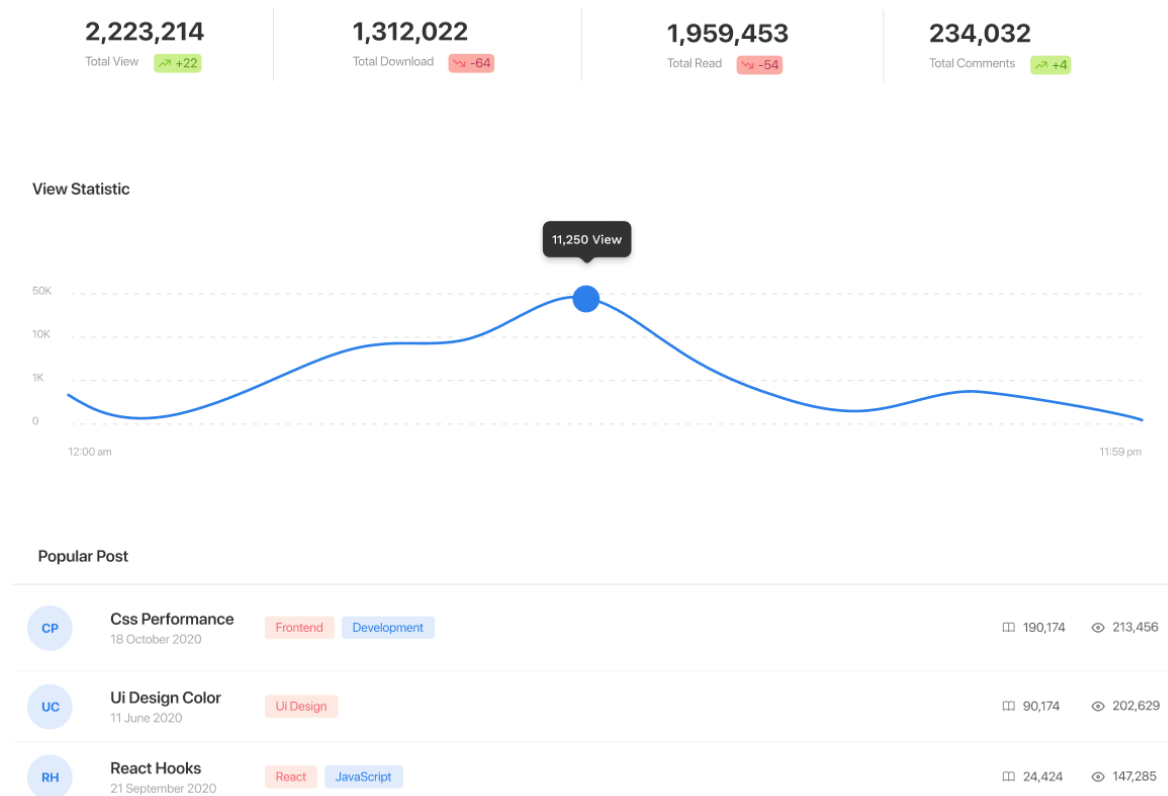 2,223,214 1,312,022 1,959,453 234,032
Total View +22 Total Download -64 Total Read -54 Total Comments +4
View Statistic
11,250 View
50K
10K
1K
0
12:00 am 11:59 pm
Popular Post
CP Css Performance Frontend Development 190,174 213,456
18 October 2020
UC Ui Design Color Ui Design 90,174 202,629
11 June 2020
RH React Hooks React JavaScript 24,424 147,285
21 September 2020